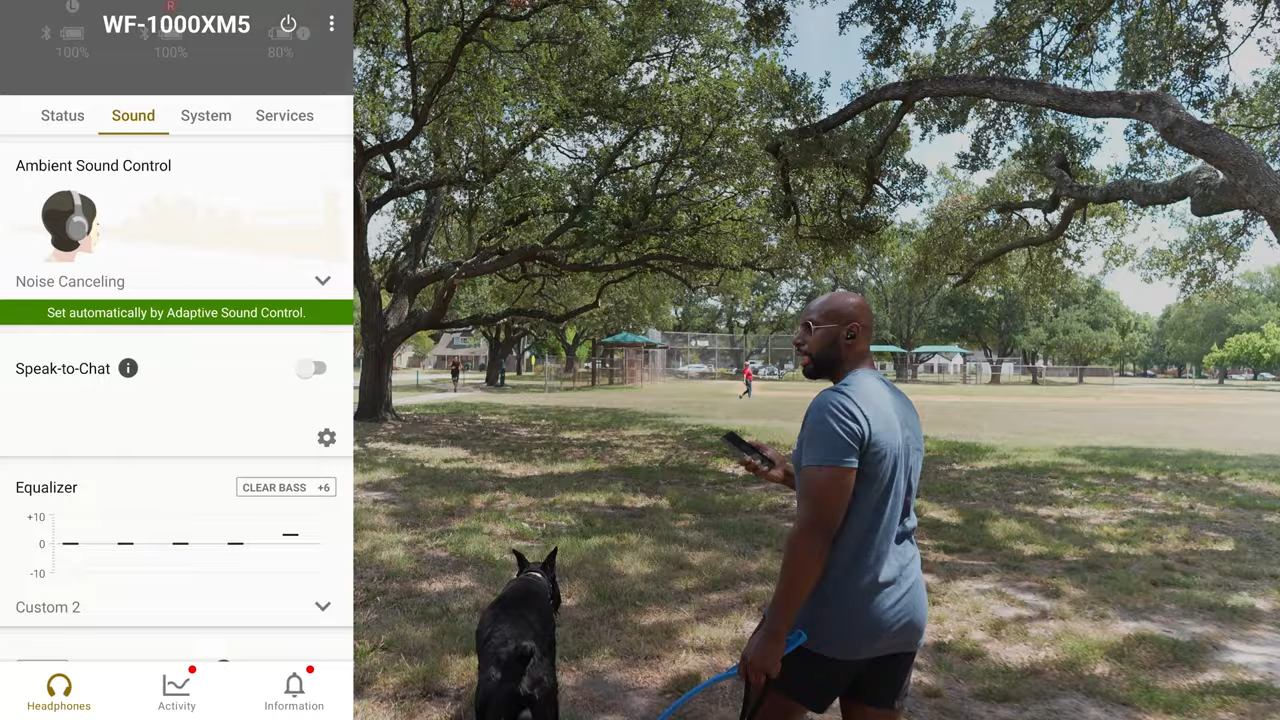 L R
WF-1000XM5
100% 100% 80%
Status Sound System Services
Ambient Sound Control
Noise Canceling
Set automatically by Adaptive Sound Control.
Speak-to-Chat i
Equalizer CLEAR BASS +6
+10
0
-10
Custom 2
Headphones Activity Information